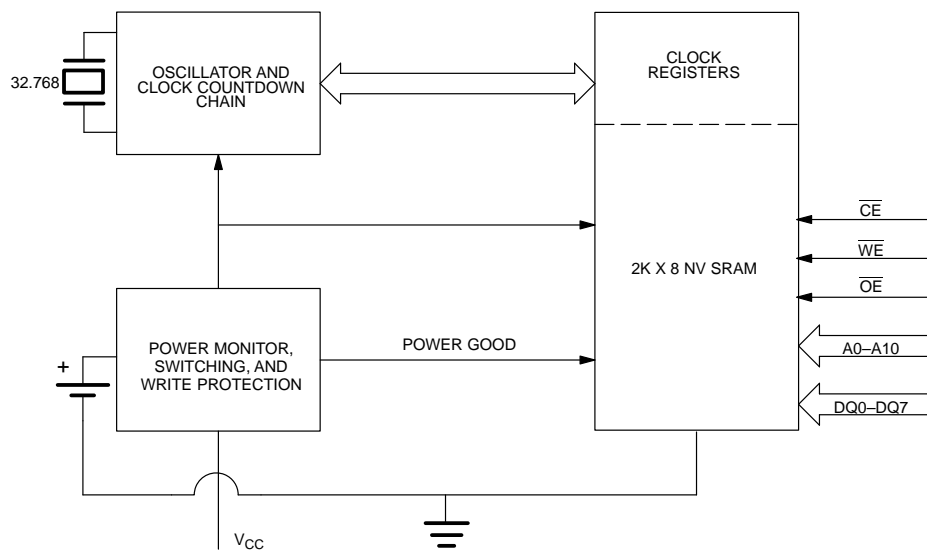 32.768
OSCILLATOR AND
CLOCK COUNTDOWN
CHAIN
CLOCK
REGISTERS
CE
WE
2K X 8 NV SRAM
OE
POWER MONITOR,
SWITCHING, AND
WRITE PROTECTION
POWER GOOD
A0–A10
+
DQ0–DQ7
VCC